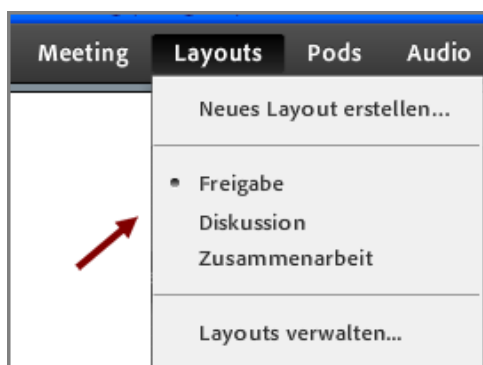 Meeting Layouts Pods Audio
Neues Layout erstellen...
Freigabe
Diskussion
Zusammenarbeit
Layouts verwalten...